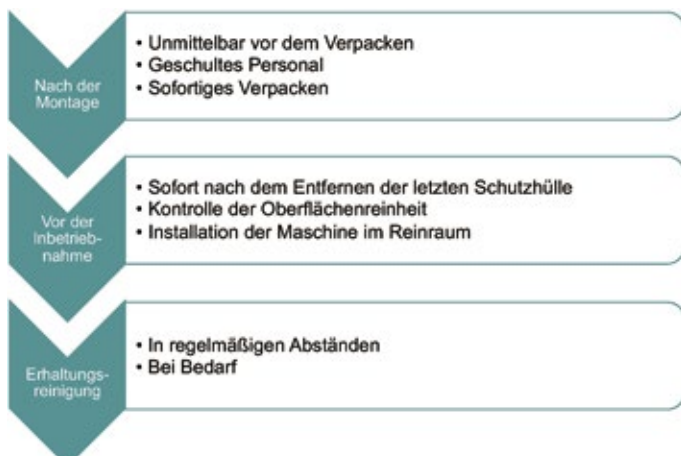 Nach der
Montage
• Unmittelbar vor dem Verpacken
• Geschultes Personal
• Sofortiges Verpacken
Vor der
Inbetrieb-
nahme
• Sofort nach dem Entfernen der letzten Schutzhülle
• Kontrolle der Oberflächenreinheit
• Installation der Maschine im Reinraum
Erhaltungs-
reinigung
• In regelmäßigen Abständen
• Bei Bedarf